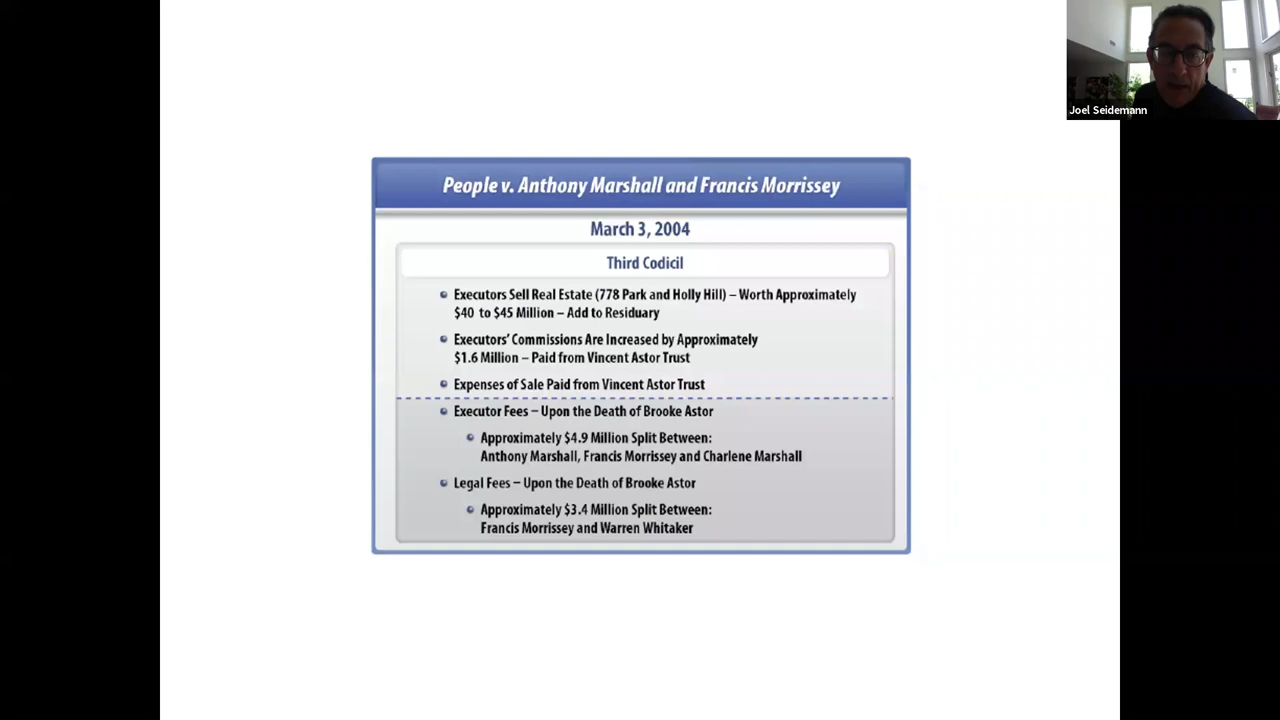 Joel Seidemann
People v. Anthony Marshall and Francis Morrissey
March 3, 2004
Third Codicil
Executors Sell Real Estate (778 Park and Holly Hill) – Worth Approximately
$40 to $45 Million – Add to Residuary
Executors' Commissions Are Increased by Approximately
$1.6 Million – Paid from Vincent Astor Trust
Expenses of Sale Paid from Vincent Astor Trust
Executor Fees – Upon the Death of Brooke Astor
Approximately $4.9 Million Split Between:
Anthony Marshall, Francis Morrissey and Charlene Marshall
Legal Fees – Upon the Death of Brooke Astor
Approximately $3.4 Million Split Between:
Francis Morrissey and Warren Whitaker